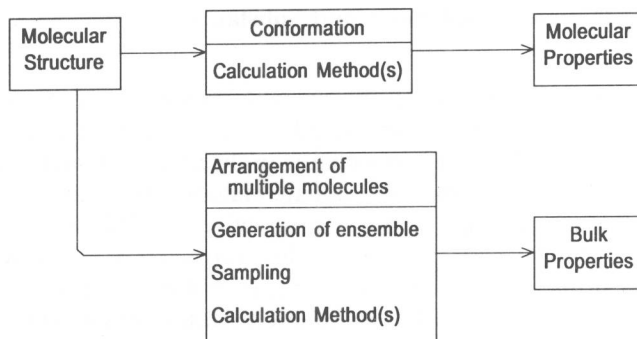 Molecular
Structure
Conformation
Calculation Method(s)
Molecular
Properties
Arrangement of
multiple molecules
Generation of ensemble
Sampling
Calculation Method(s)
Bulk
Properties